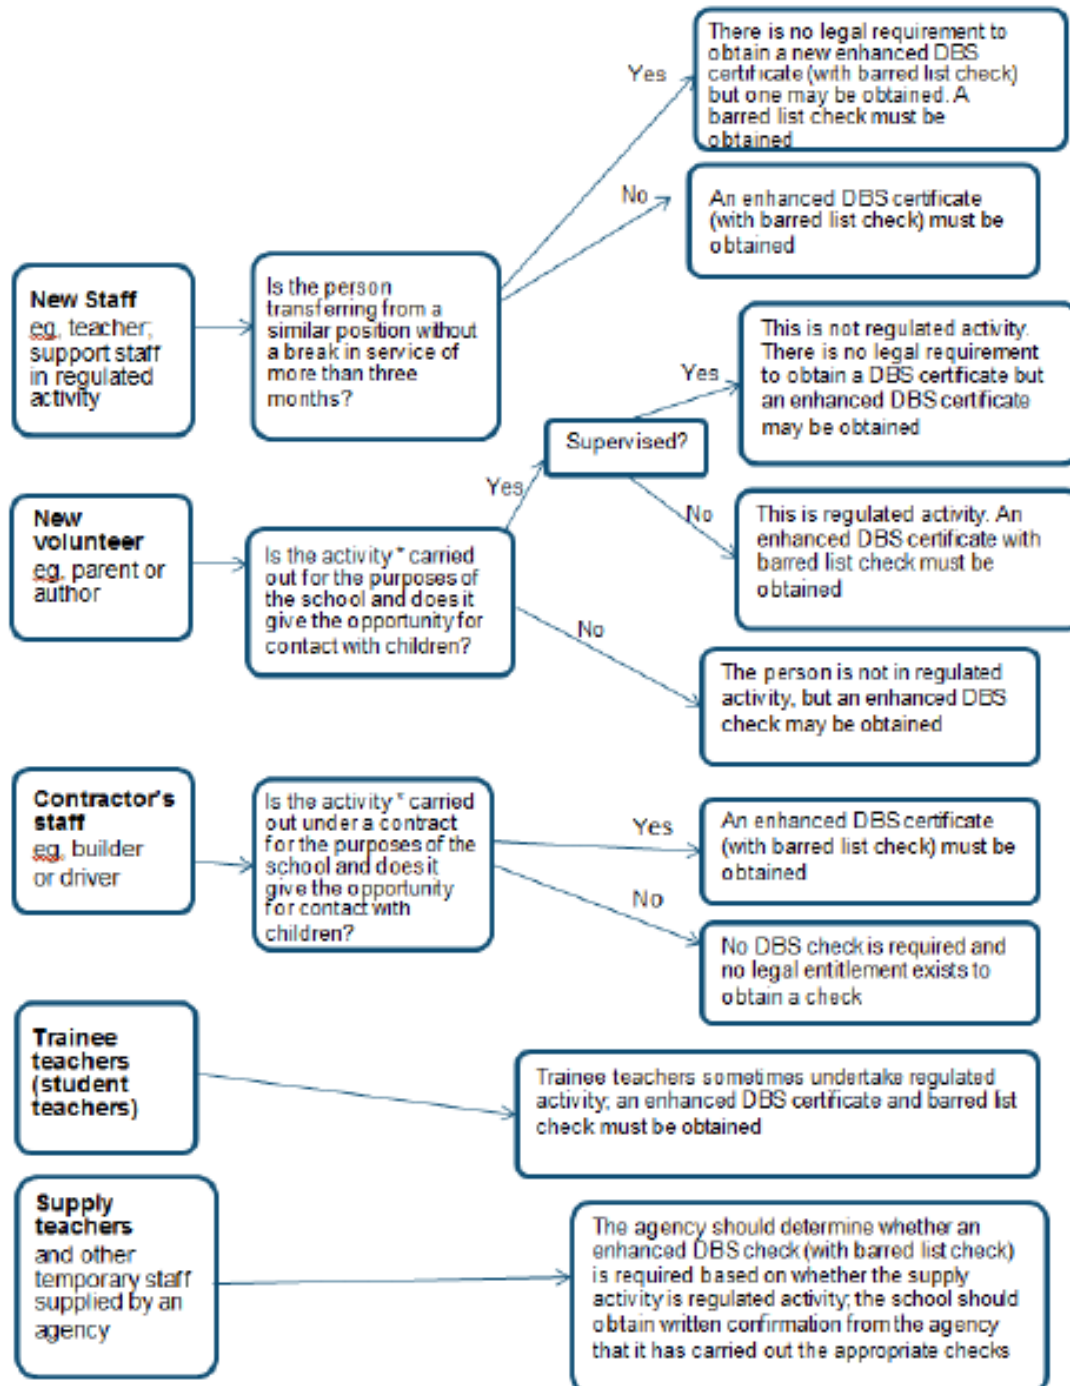 There is no legal requirement to
obtain a new enhanced DBS
certificate (with barred list check)
but one may be obtained. A
barred list check must be
obtained
Yes
No
An enhanced DBS certificate
(with barred list check) must be
obtained
New Staff
eg, teacher;
support staff
in regulated
activity
Is the person
transferring from a
similar position without
a break in service of
more than three
months?
This is not regulated activity.
There is no legal requirement
to obtain a DBS certificate but
an enhanced DBS certificate
may be obtained
Yes
Supervised?
Yes
No
This is regulated activity. An
enhanced DBS certificate with
barred list check must be
obtained
New
volunteer
eg, parent or
author
Is the activity * carried
out for the purposes of
the school and does it
give the opportunity for
contact with children?
No
The person is not in regulated
activity, but an enhanced DBS
check may be obtained
Contractor's
staff
eg, builder
or driver
Is the activity * carried
out under a contract
for the purposes of the
school and does it
give the opportunity
for contact with
children?
Yes
An enhanced DBS certificate
(with barred list check) must be
obtained
No
No DBS check is required and
no legal entitlement exists to
obtain a check
Trainee
teachers
(student
teachers)
Trainee teachers sometimes undertake regulated
activity; an enhanced DBS certificate and barred list
check must be obtained
Supply
teachers
and other
temporary staff
supplied by an
agency
The agency should determine whether an
enhanced DBS check (with barred list check)
is required based on whether the supply
activity is regulated activity; the school should
obtain written confirmation from the agency
that it has carried out the appropriate checks